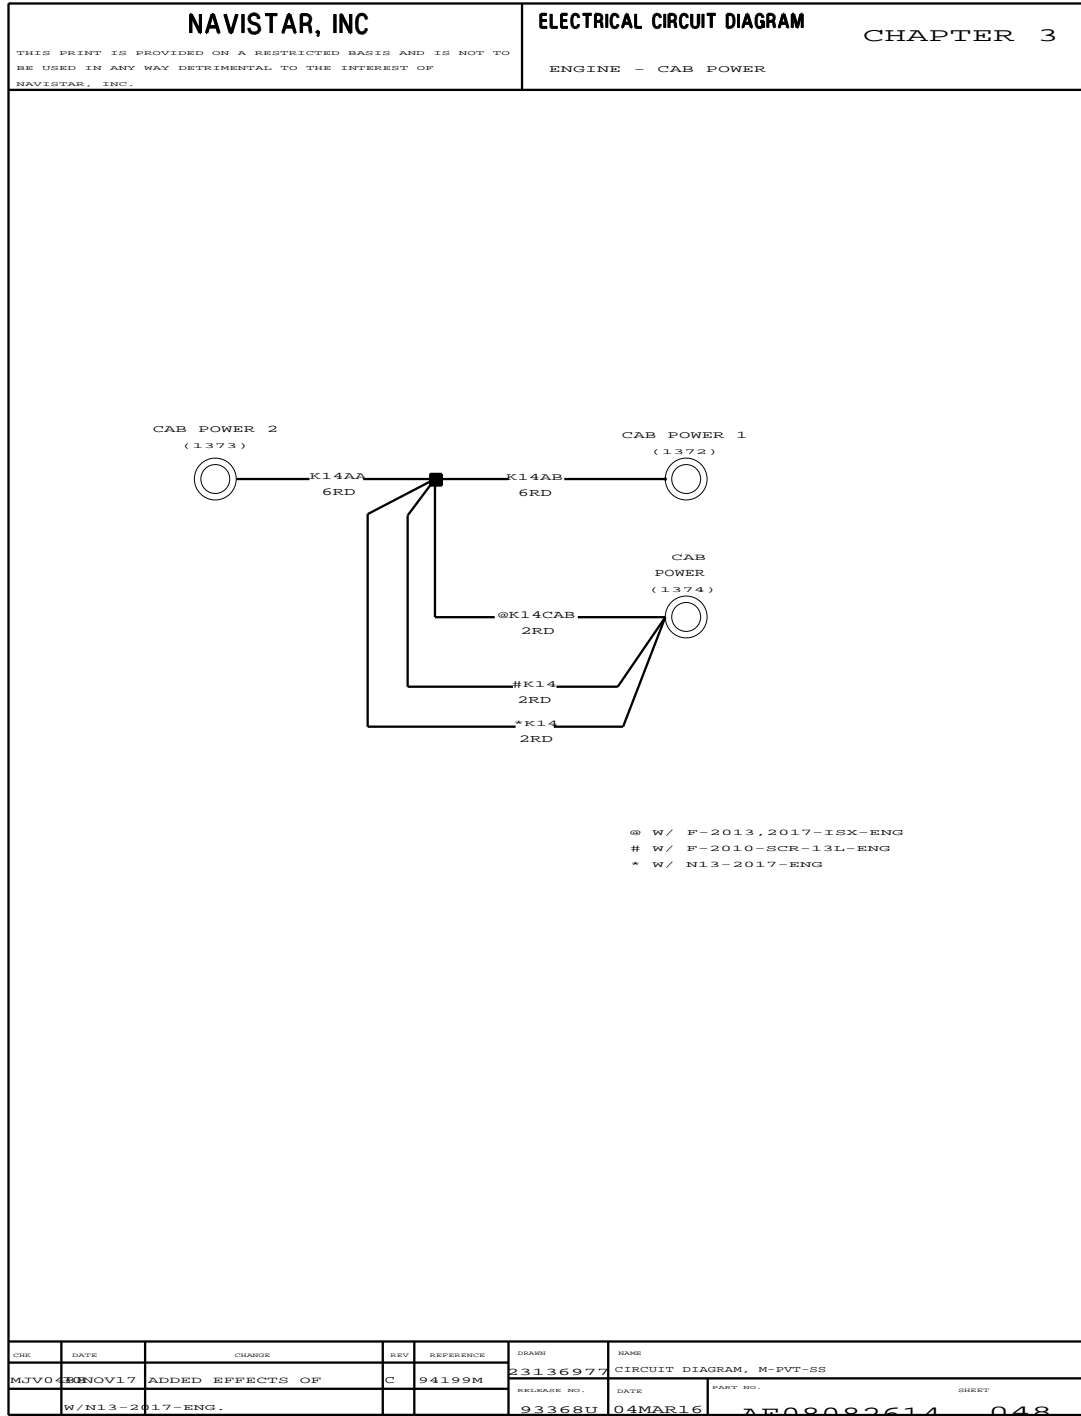 NAVISTAR, INC
THIS PRINT IS PROVIDED ON A RESTRICTED BASIS AND IS NOT TO
BE USED IN ANY WAY DETRIMENTAL TO THE INTEREST OF
NAVISTAR, INC.
ELECTRICAL CIRCUIT DIAGRAM
ENGINE - CAB POWER
CHAPTER 3
CAB POWER 2
(1373)
CAB POWER 1
(1372)
K14AA
6RD
K14AB
6RD
CAB
POWER
(1374)
@K14CAB
2RD
#K14
2RD
*K14
2RD
@ W/ F-2013,2017-ISX-ENG
# W/ F-2010-SCR-13L-ENG
* W/ N13-2017-ENG
CHK DATE CHANGE REV REFERENCE
ADDED EFFECTS OF C 94199M
W/N13-2017-ENG.
DRAWN
23136977
NAME
CIRCUIT DIAGRAM, M-PVT-SS
RELEASE NO.
93368U
DATE
04MAR16
PART NO.
AE08082614
SHEET
048